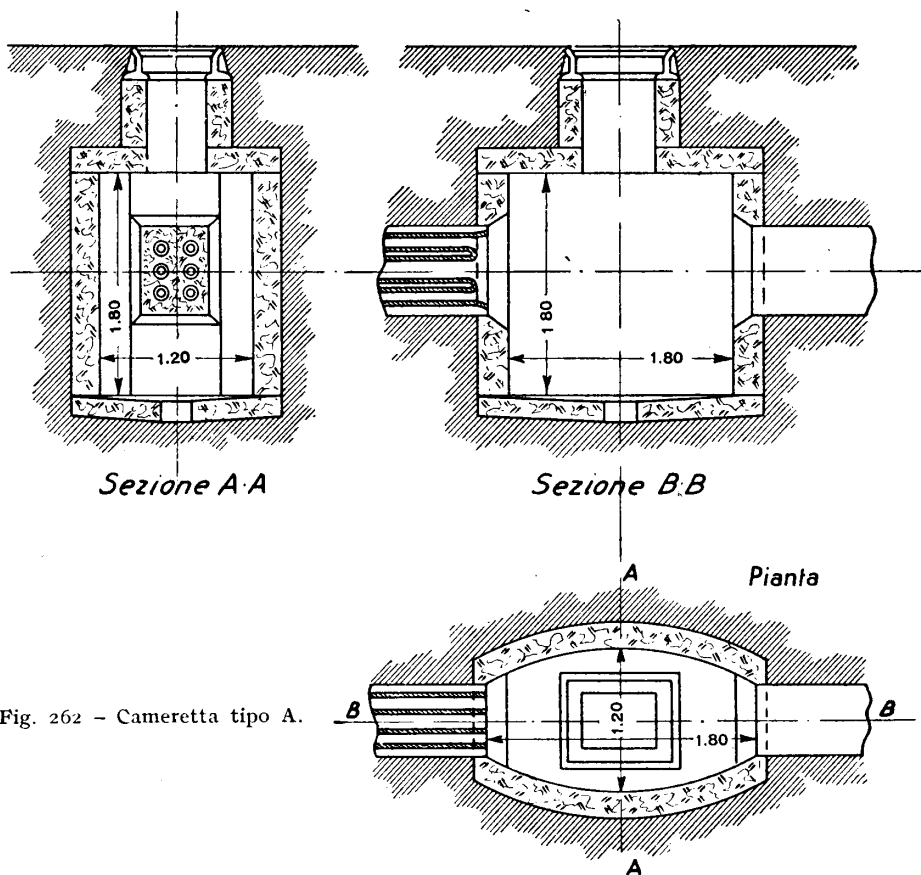 1.80
1.20
1.80
1.80
Sezione A·A
Sezione B·B
A
Pianta
Fig. 262 – Cameretta tipo A.
B
1.20
1.80
B
A